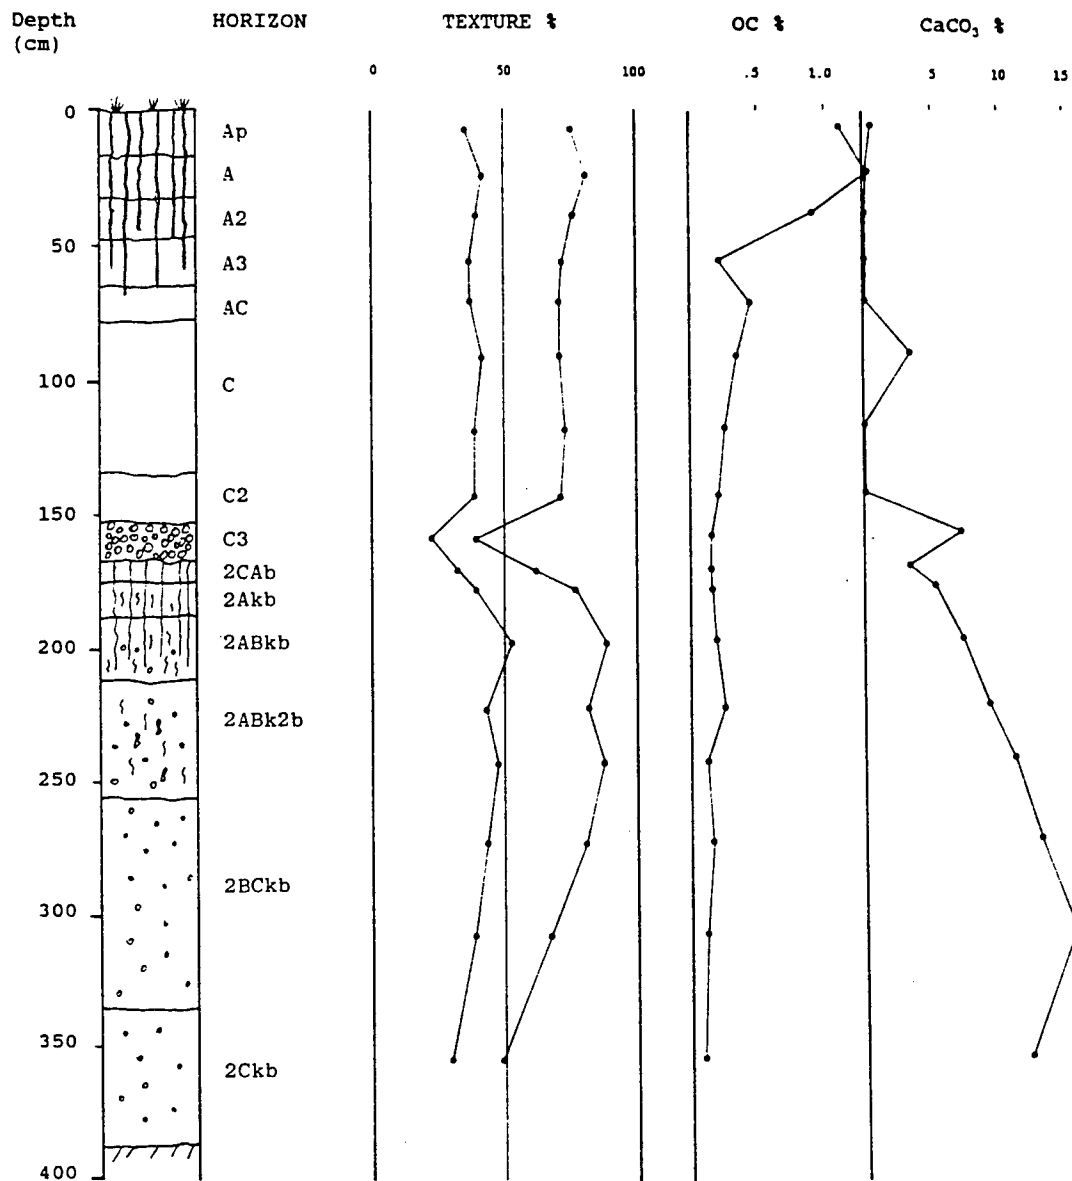 Depth HORIZON TEXTURE % OC % CaCO₃ %
(cm)
0 50 100 .5 1.0 5 10 15
0
Ap
A
A2
50
A3
AC
100
C
C2
150
C3
2CAb
2Akb
200
2ABkb
2ABk2b
250
2BCkb
300
350
2Ckb
400